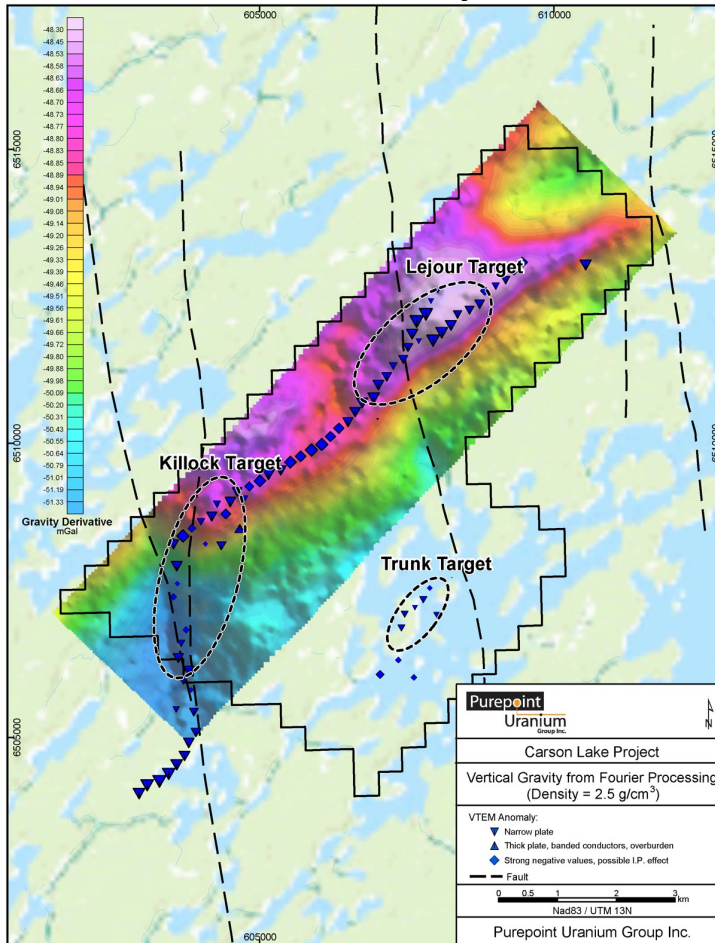 605000
610000
6515000
6515000
6510000
6510000
6505000
605000
-48.30
-48.45
-48.53
-48.58
-48.63
-48.66
-48.70
-48.73
-48.77
-48.80
-48.83
-48.85
-48.89
-48.94
-49.01
-49.08
-49.14
-49.20
-49.26
-49.33
-49.39
-49.46
-49.51
-49.56
-49.61
-49.66
-49.72
-49.80
-49.88
-49.98
-50.09
-50.20
-50.31
-50.43
-50.55
-50.66
-50.79
-51.01
-51.33
Gravity Derivative
mGal
Lejour Target
Killock Target
Trunk Target
Purepoint
Uranium
Group Inc.
N
Carson Lake Project
Vertical Gravity from Fourier Processing
(Density = 2.5 g/cm³)
VTEM Anomaly:
Narrow plate
Thick plate, banded conductors, overburden
Strong negative values, possible I.P. effect
Fault
0 0.5 1 2 3
km
Nad83 / UTM 13N
Purepoint Uranium Group Inc.